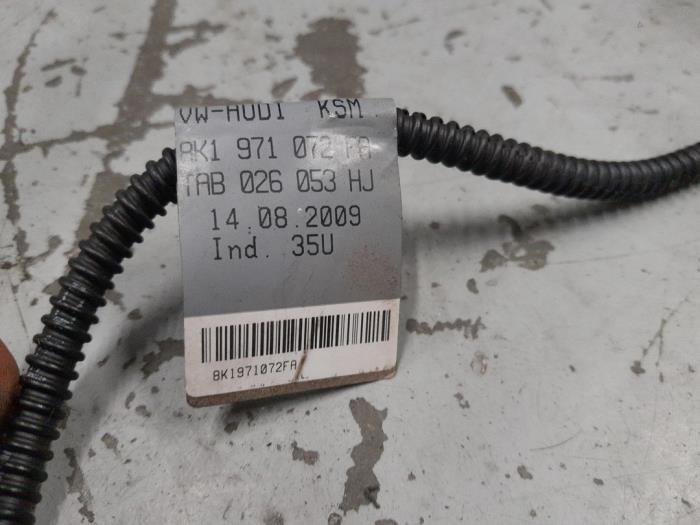 VW-AUDI KSM
8K1 971 072 FA
TAB 026 053 HJ
14.08.2009
Ind. 35U
8K1971072FA